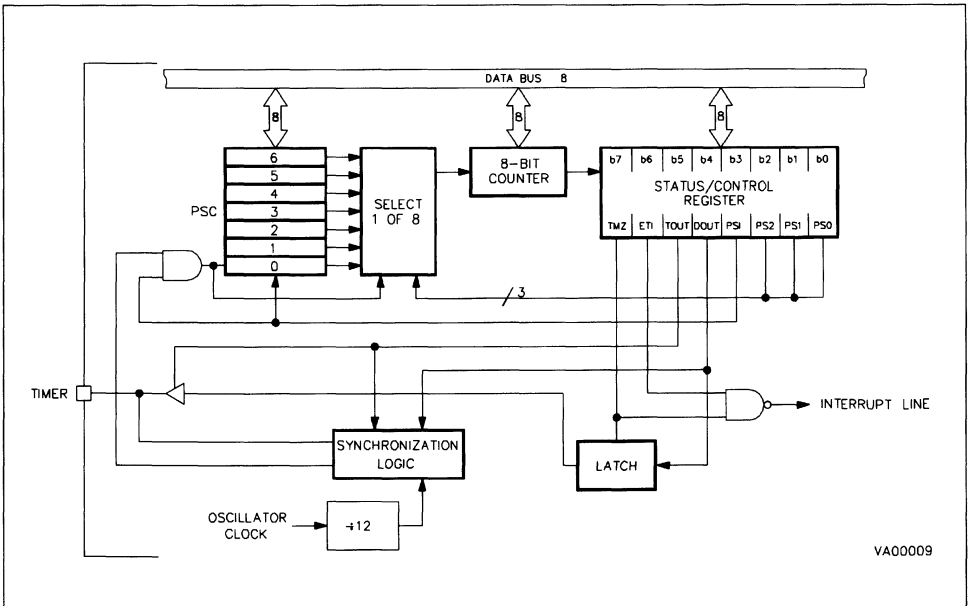 DATA BUS 8
8
8
8
6
5
4
3
2
1
0
PSC
SELECT
1 OF 8
8-BIT
COUNTER
b7 b6 b5 b4 b3 b2 b1 b0
STATUS/CONTROL
REGISTER
TMZ ETI TOUT DOUT PSI PS2 PS1 PS0
3
TIMER
SYNCHRONIZATION
LOGIC
LATCH
INTERRUPT LINE
OSCILLATOR
CLOCK
÷12
VA00009